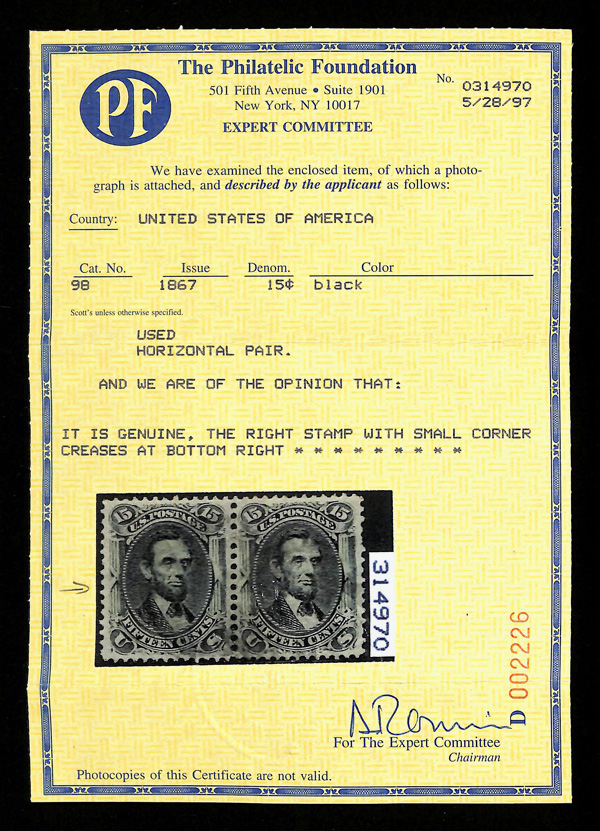 PF
The Philatelic Foundation
501 Fifth Avenue • Suite 1901
New York, NY 10017
EXPERT COMMITTEE
No. 0314970
5/28/97
We have examined the enclosed item, of which a photo-
graph is attached, and described by the applicant as follows:
Country: UNITED STATES OF AMERICA
Cat. No. Issue Denom. Color
98 1867 15¢ black
Scott's unless otherwise specified.
USED
HORIZONTAL PAIR.
AND WE ARE OF THE OPINION THAT:
IT IS GENUINE, THE RIGHT STAMP WITH SMALL CORNER
CREASES AT BOTTOM RIGHT * * * * * * * * *
15 U.S. POSTAGE 15
FIFTEEN CENTS
U S
15 U.S. POSTAGE 15
FIFTEEN CENTS
U S
314970
D 002226
For The Expert Committee
Chairman
Photocopies of this Certificate are not valid.